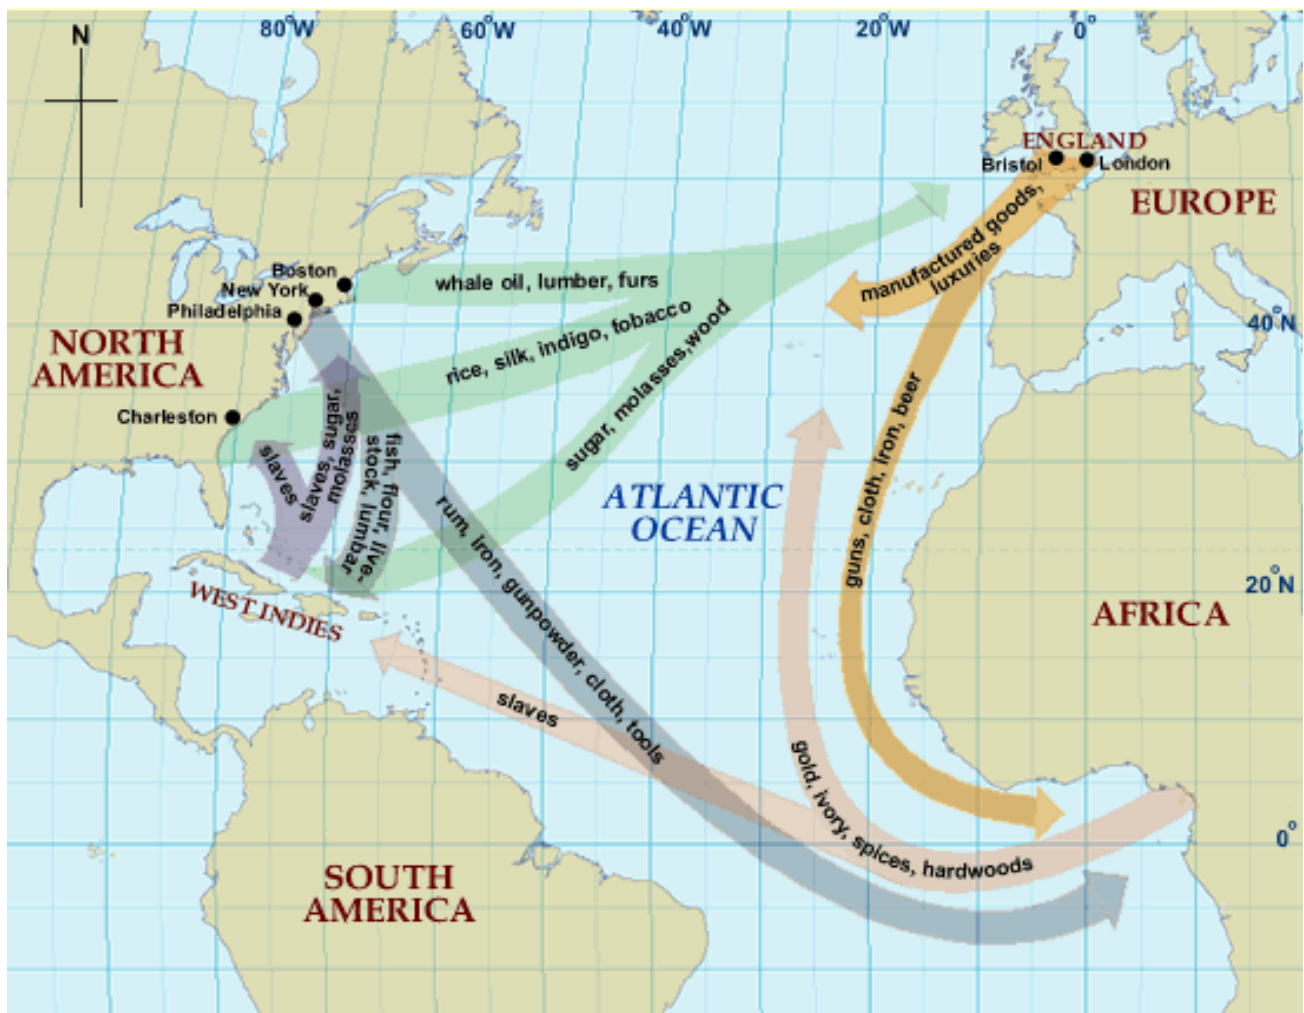 N
80°W
60°W
40°W
20°W
0°
ENGLAND
Bristol
London
EUROPE
manufactured goods,
luxuries
Boston
New York
Philadelphia
whale oil, lumber, furs
rice, silk, indigo, fobacco
sugar, molasses,wood
40°N
NORTH
AMERICA
Charleston
slaves
slaves, sugar,
molasses
fish, flour, live-
stock, lumbar
guns, cloth, iron, beer
ATLANTIC
OCEAN
rum, iron, gunpowder, cloth, tools
20°N
WEST INDIES
AFRICA
slaves
gold, ivory, spices, hardwoods
0°
SOUTH
AMERICA